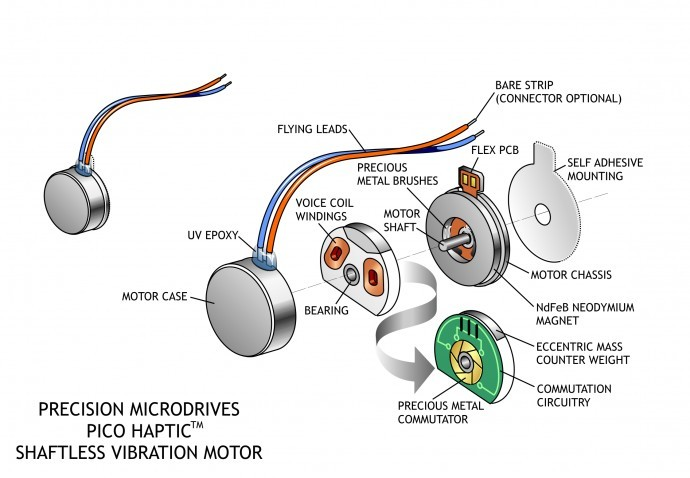 BARE STRIP
(CONNECTOR OPTIONAL)
FLYING LEADS
FLEX PCB
PRECIOUS
METAL BRUSHES
SELF ADHESIVE
MOUNTING
VOICE COIL
WINDINGS
MOTOR
SHAFT
UV EPOXY
MOTOR CASE
BEARING
MOTOR CHASSIS
NdFeB NEODYMIUM
MAGNET
ECCENTRIC MASS
COUNTER WEIGHT
COMMUTATION
CIRCUITRY
PRECIOUS METAL
COMMUTATOR
PRECISION MICRODRIVES
PICO HAPTIC™
SHAFTLESS VIBRATION MOTOR